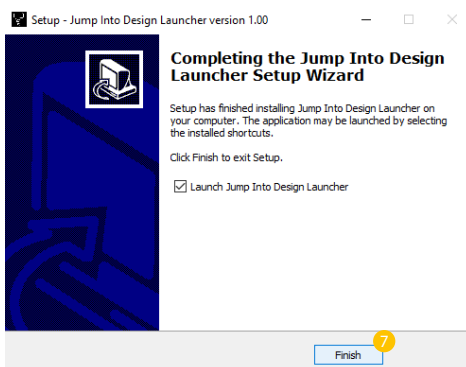 Setup - Jump Into Design Launcher version 1.00
Completing the Jump Into Design
Launcher Setup Wizard
Setup has finished installing Jump Into Design Launcher on
your computer. The application may be launched by selecting
the installed shortcuts.
Click Finish to exit Setup.
Launch Jump Into Design Launcher
7
Finish